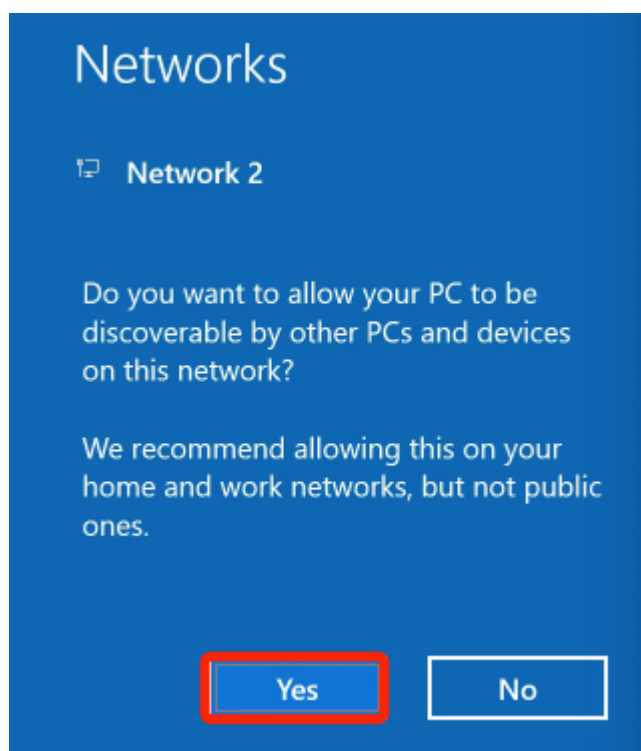 Networks
Network 2
Do you want to allow your PC to be
discoverable by other PCs and devices
on this network?
We recommend allowing this on your
home and work networks, but not public
ones.
Yes No